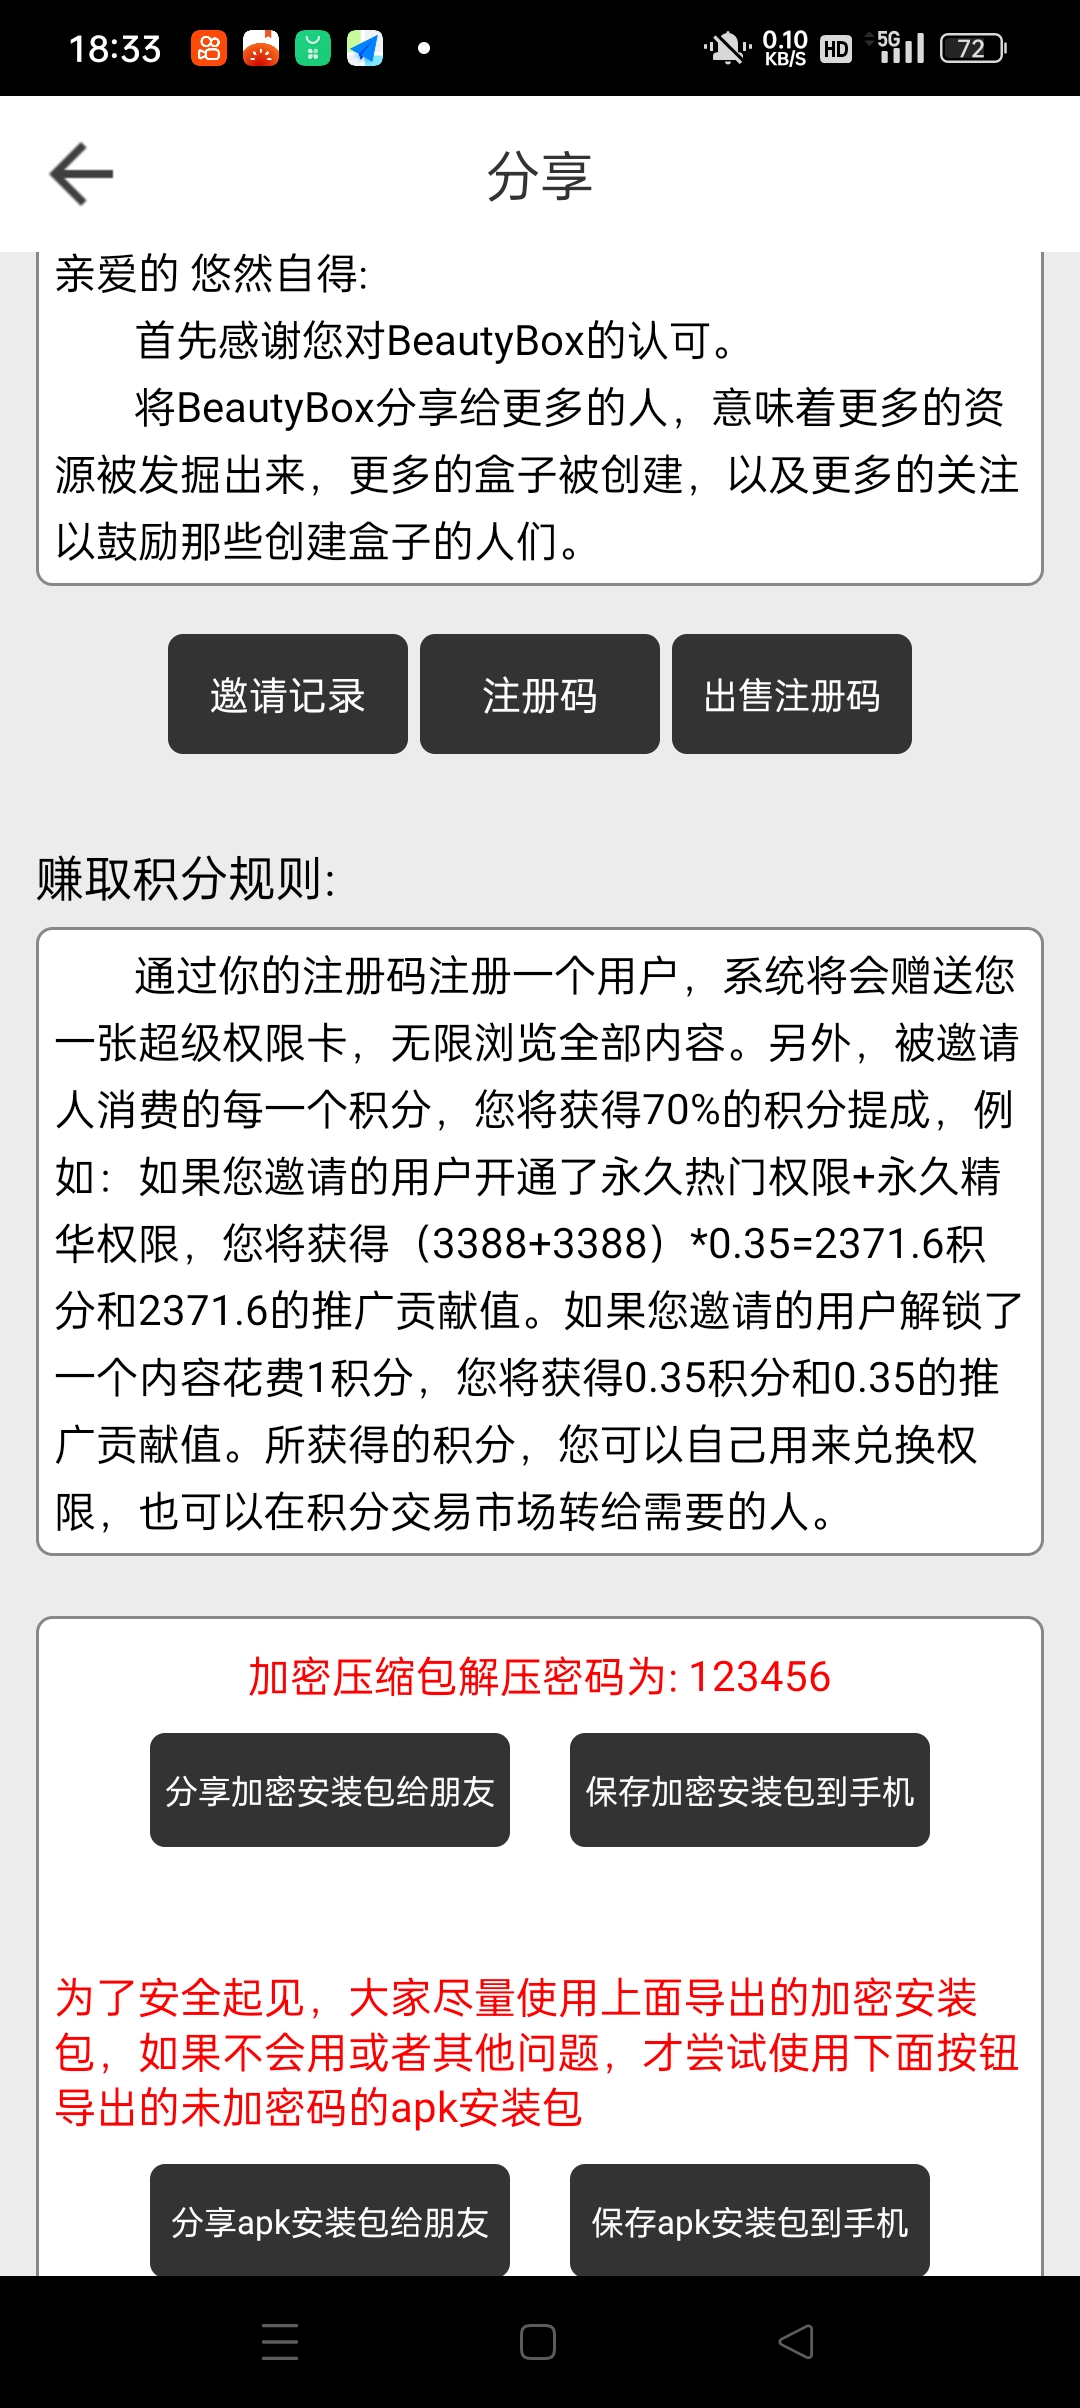 18:33
0.10
KB/S
HD
5G
72
分享
亲爱的 悠然自得:
首先感谢您对BeautyBox的认可。
将BeautyBox分享给更多的人，意味着更多的资
源被发掘出来，更多的盒子被创建，以及更多的关注
以鼓励那些创建盒子的人们。
邀请记录
注册码
出售注册码
赚取积分规则:
通过你的注册码注册一个用户，系统将会赠送您
一张超级权限卡，无限浏览全部内容。另外，被邀请
人消费的每一个积分，您将获得70%的积分提成，例
如：如果您邀请的用户开通了永久热门权限+永久精
华权限，您将获得（3388+3388）*0.35=2371.6积
分和2371.6的推广贡献值。如果您邀请的用户解锁了
一个内容花费1积分，您将获得0.35积分和0.35的推
广贡献值。所获得的积分，您可以自己用来兑换权
限，也可以在积分交易市场转给需要的人。
加密压缩包解压密码为: 123456
分享加密安装包给朋友
保存加密安装包到手机
为了安全起见，大家尽量使用上面导出的加密安装
包，如果不会用或者其他问题，才尝试使用下面按钮
导出的未加密码的apk安装包
分享apk安装包给朋友
保存apk安装包到手机